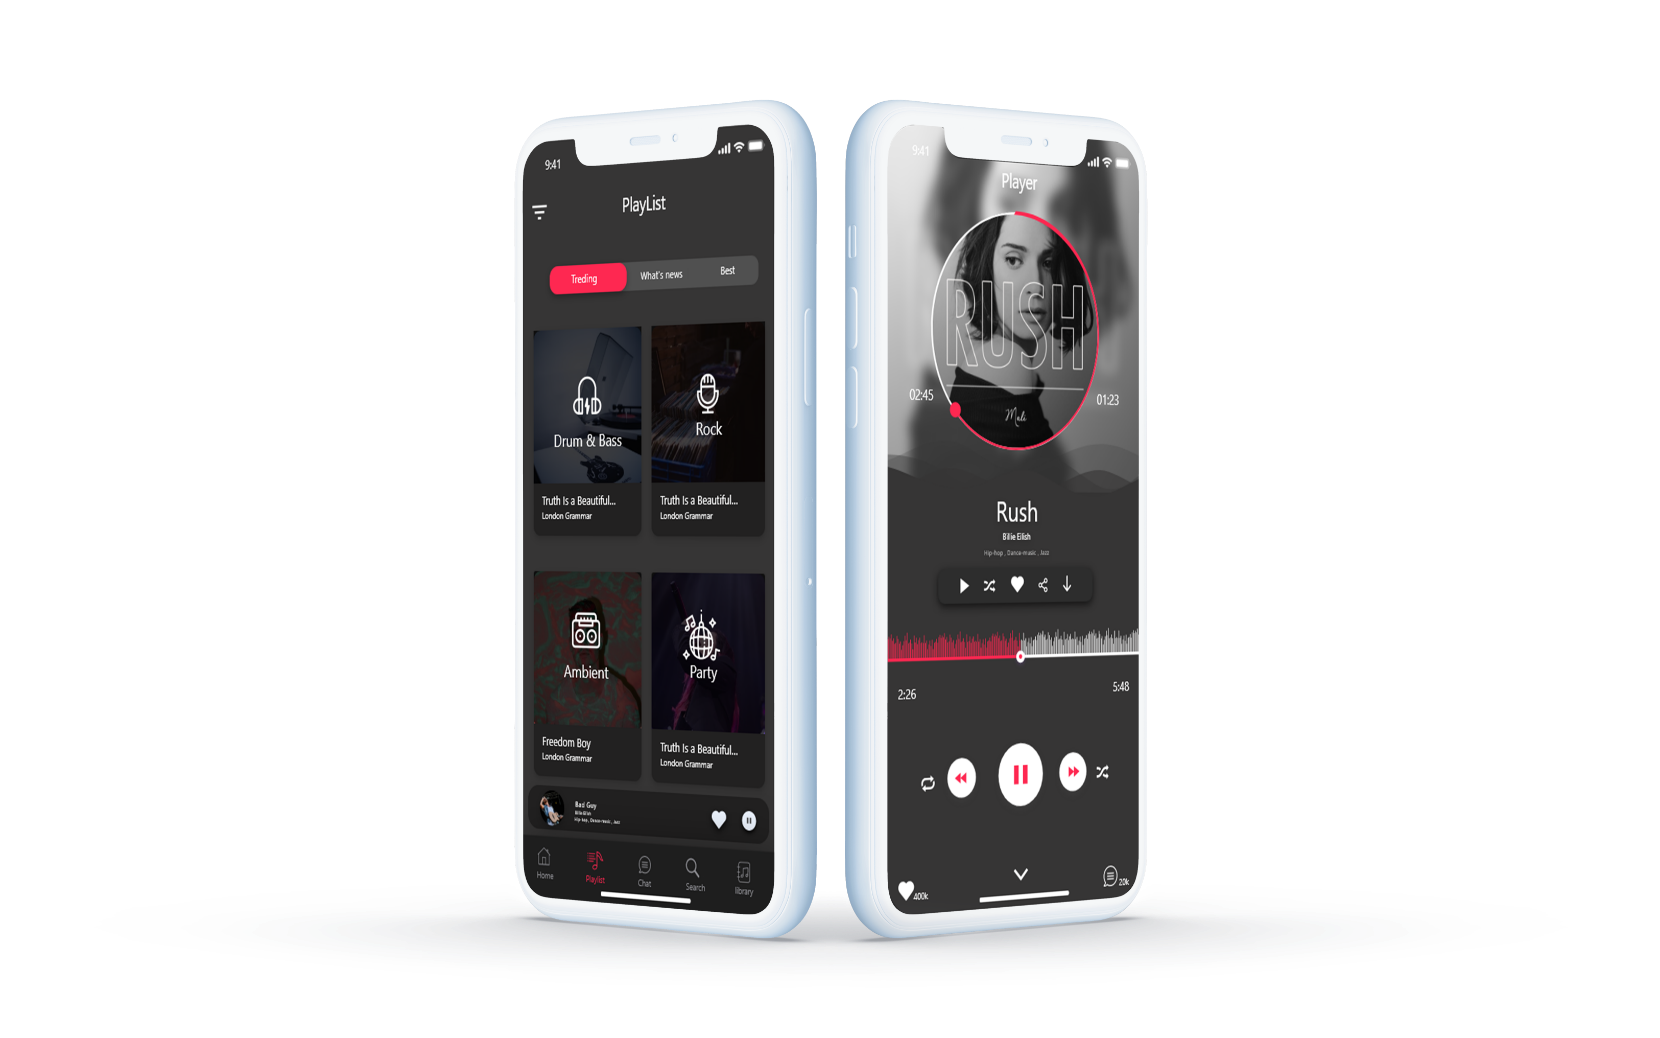 9:41
PlayList
Treding
What's news
Best
Drum & Bass
Rock
Truth Is a Beautiful...
London Grammar
Truth Is a Beautiful...
London Grammar
Ambient
Party
Freedom Boy
London Grammar
Truth Is a Beautiful...
London Grammar
Bad Guy
Billie Eilish
Hip-hop , Dance-music , Jazz
Home
Playlist
Chat
Search
library
9:41
Player
RUSH
02:45
01:23
Meli
Rush
Billie Eilish
Hip-hop , Dance-music , Jazz
2:26
5:48
400k
20k